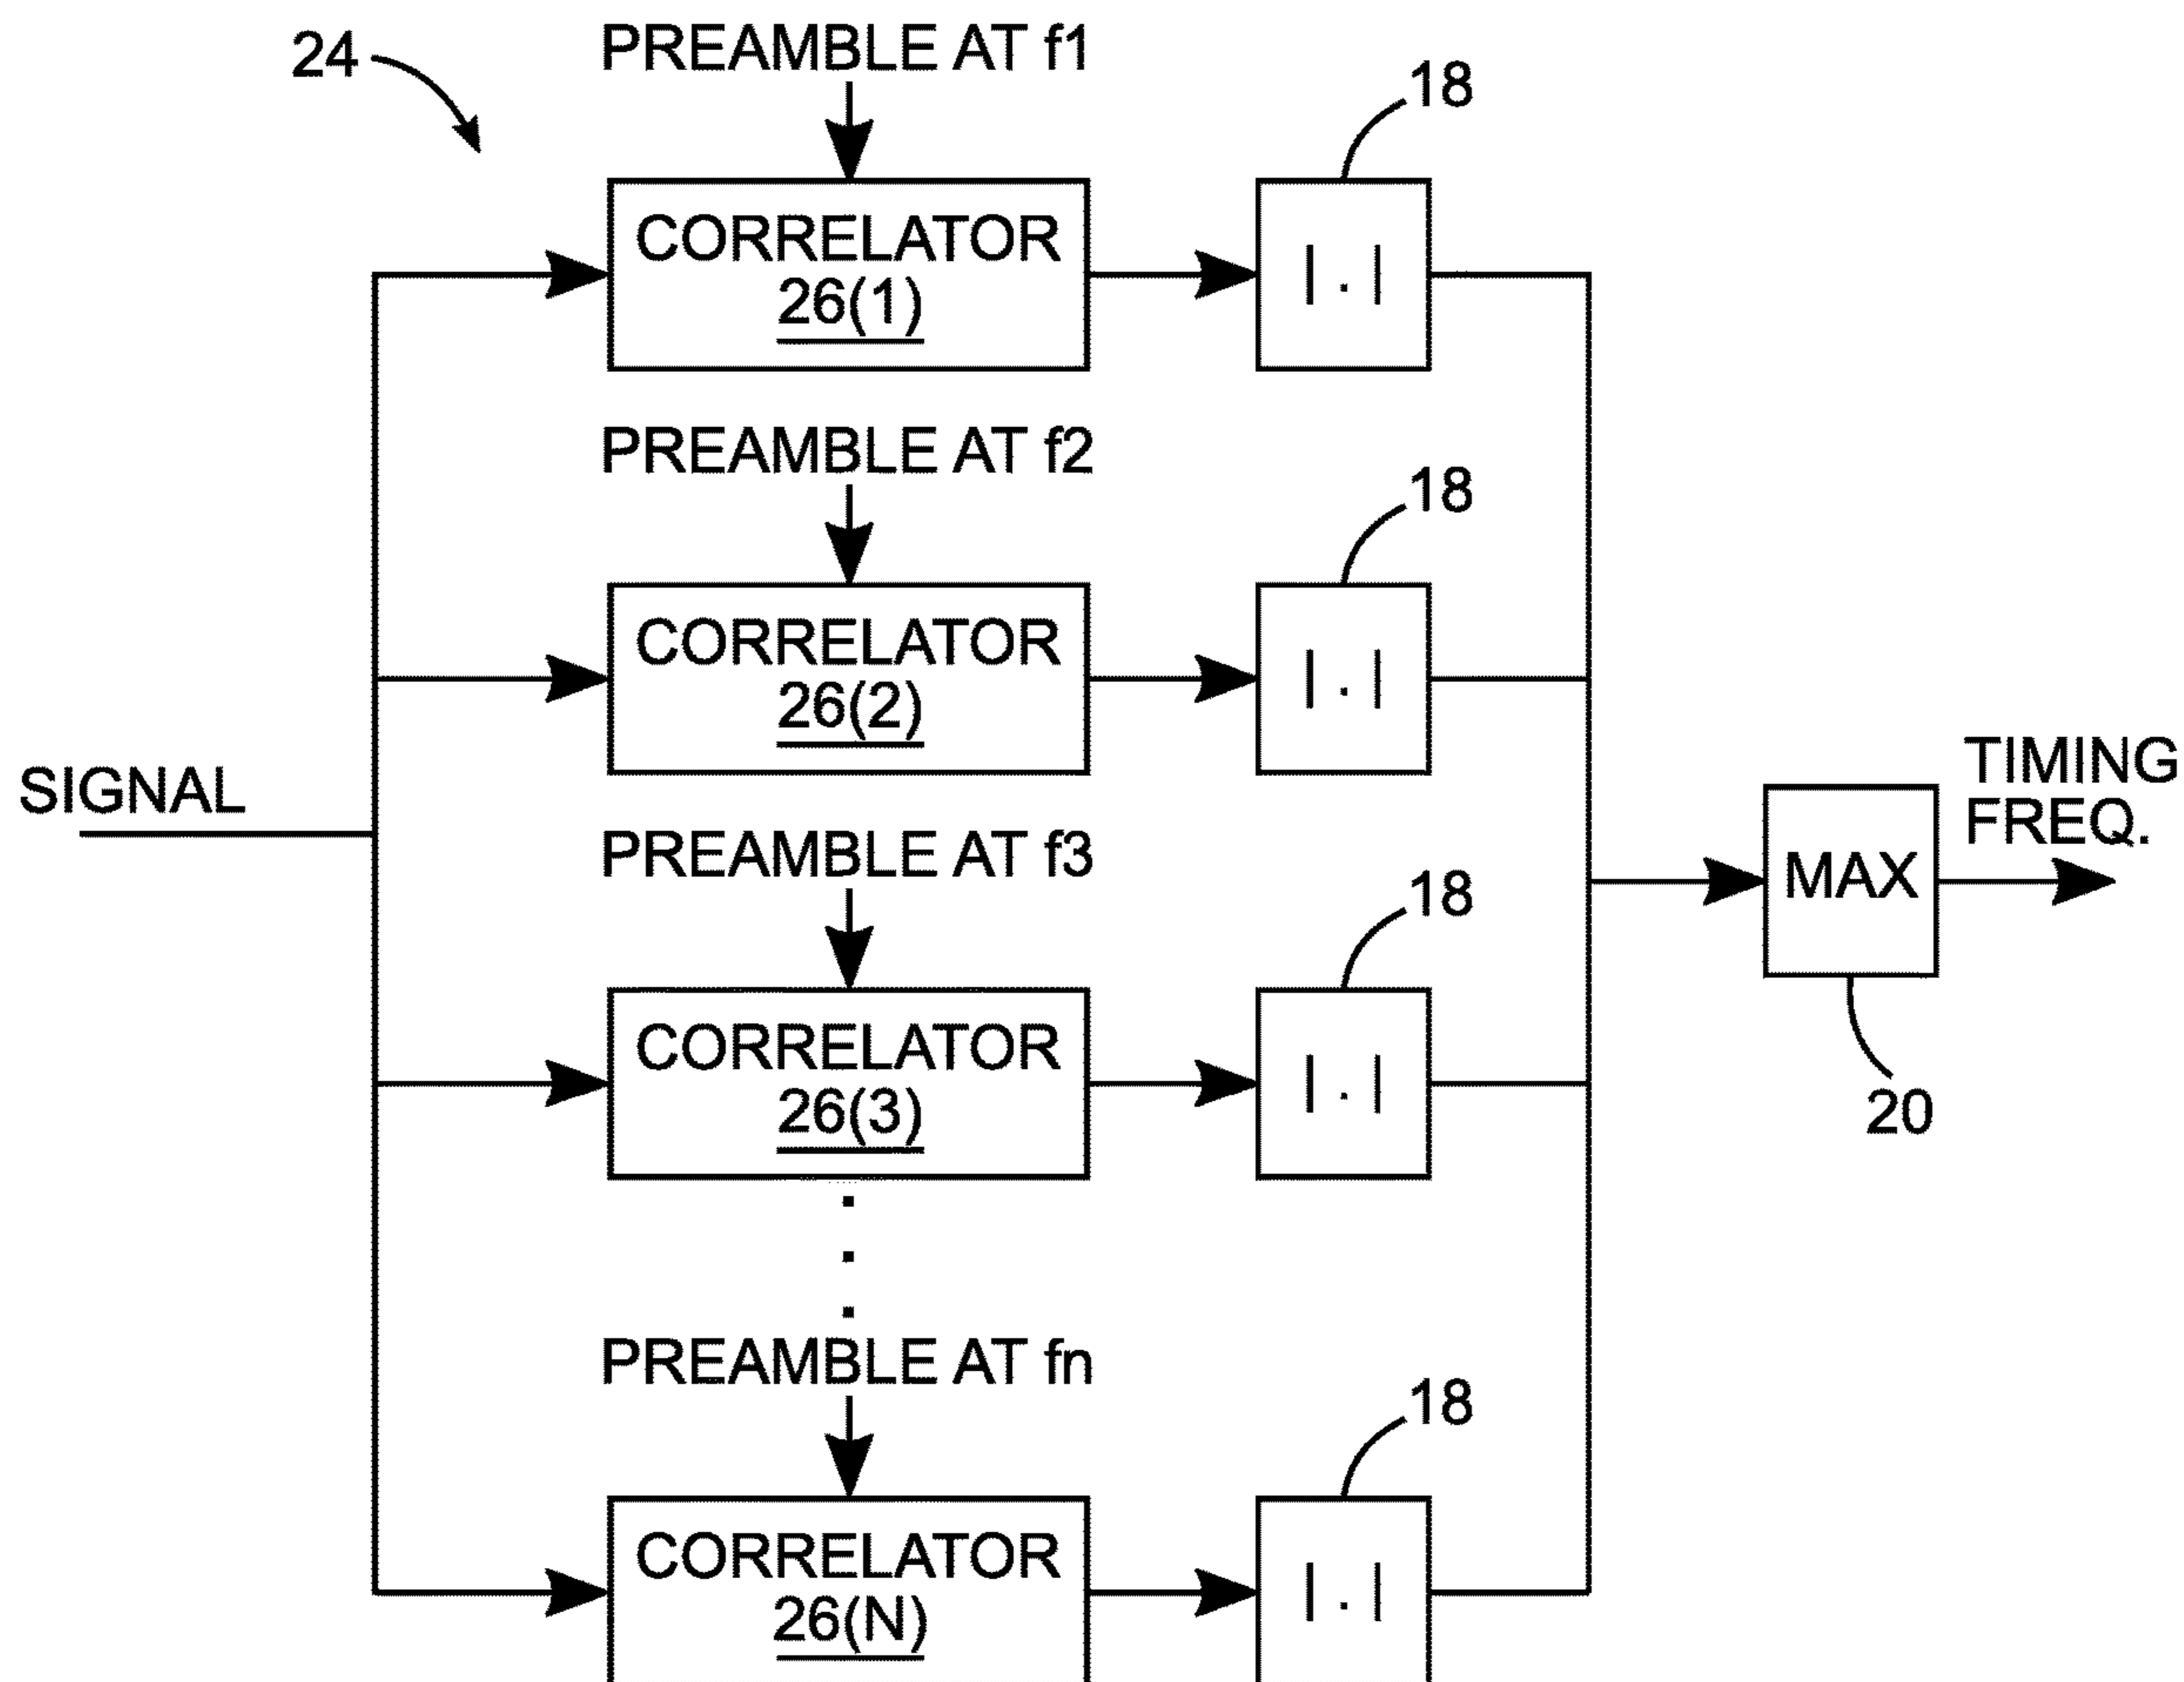 24
PREAMBLE AT f1
18
CORRELATOR
26(1)
| . |
PREAMBLE AT f2
18
CORRELATOR
26(2)
| . |
SIGNAL
TIMING
FREQ.
PREAMBLE AT f3
MAX
18
CORRELATOR
26(3)
| . |
20
PREAMBLE AT fn
18
CORRELATOR
26(N)
| . |